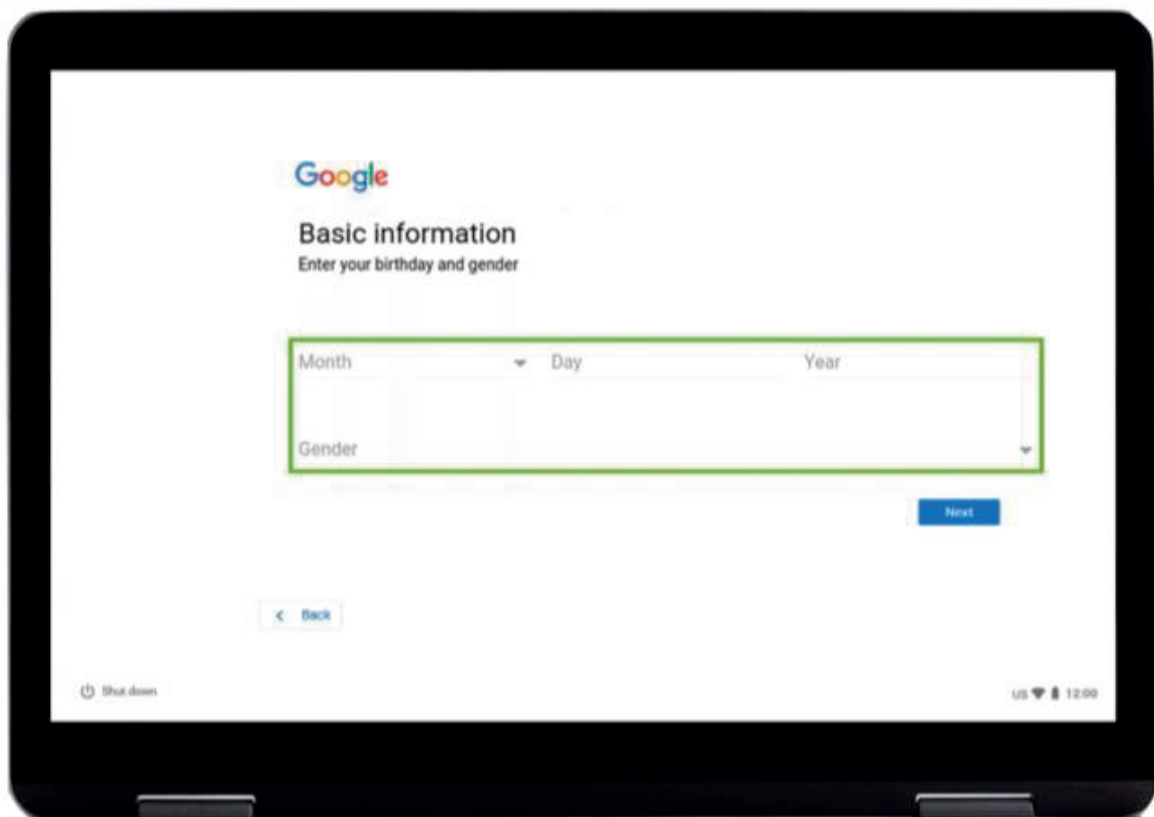 Google
Basic information
Enter your birthday and gender
Month Day Year
Gender
Next
Back
Shut down
US 12:00